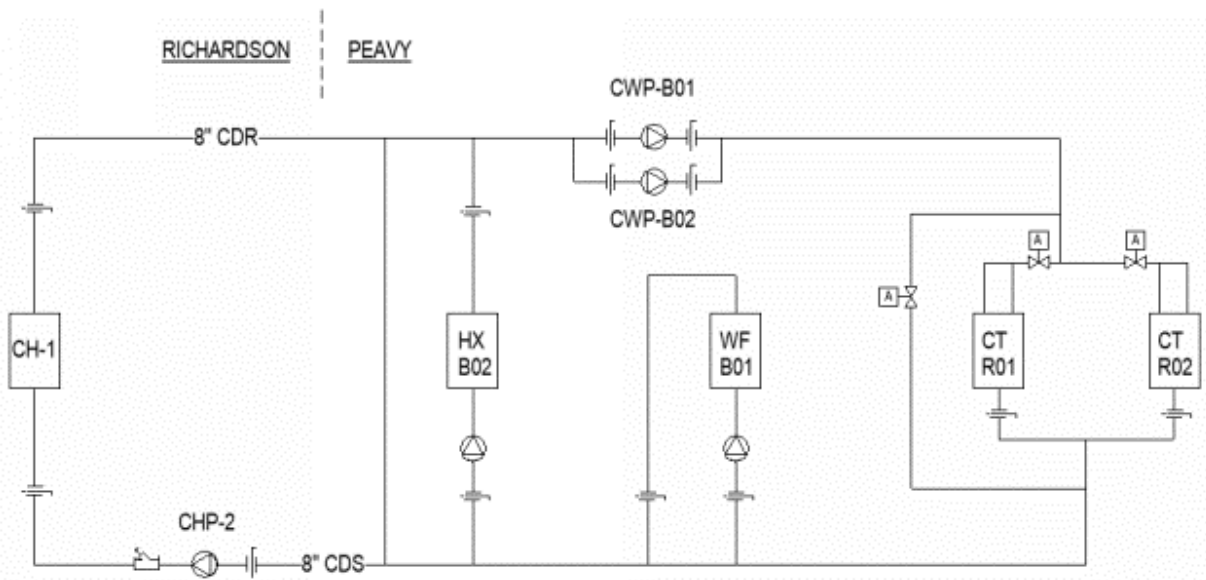 RICHARDSON PEAVY
CWP-B01
8" CDR
CWP-B02
A A
A
CH-1
HX
B02
WF
B01
CT
R01
CT
R02
CHP-2
8" CDS